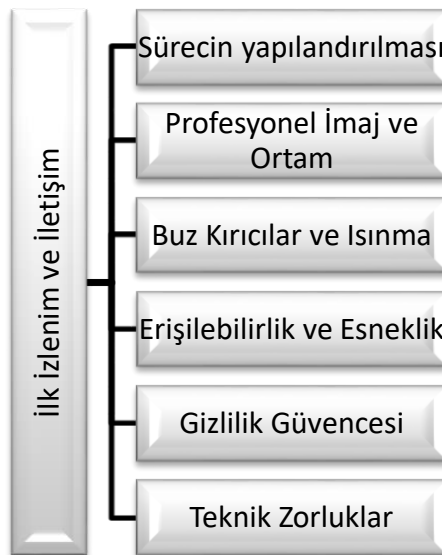 İlk İzlenim ve İletişim
Sürecin yapılandırılması
Profesyonel İmaj ve
Ortam
Buz Kırıcılar ve Isınma
Erişilebilirlik ve Esneklik
Gizlilik Güvencesi
Teknik Zorluklar